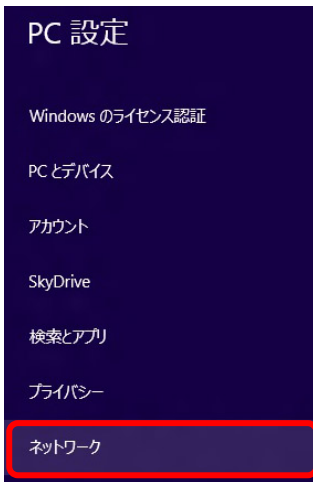 PC 設定
Windows のライセンス認証
PC とデバイス
アカウント
SkyDrive
検索とアプリ
プライバシー
ネットワーク